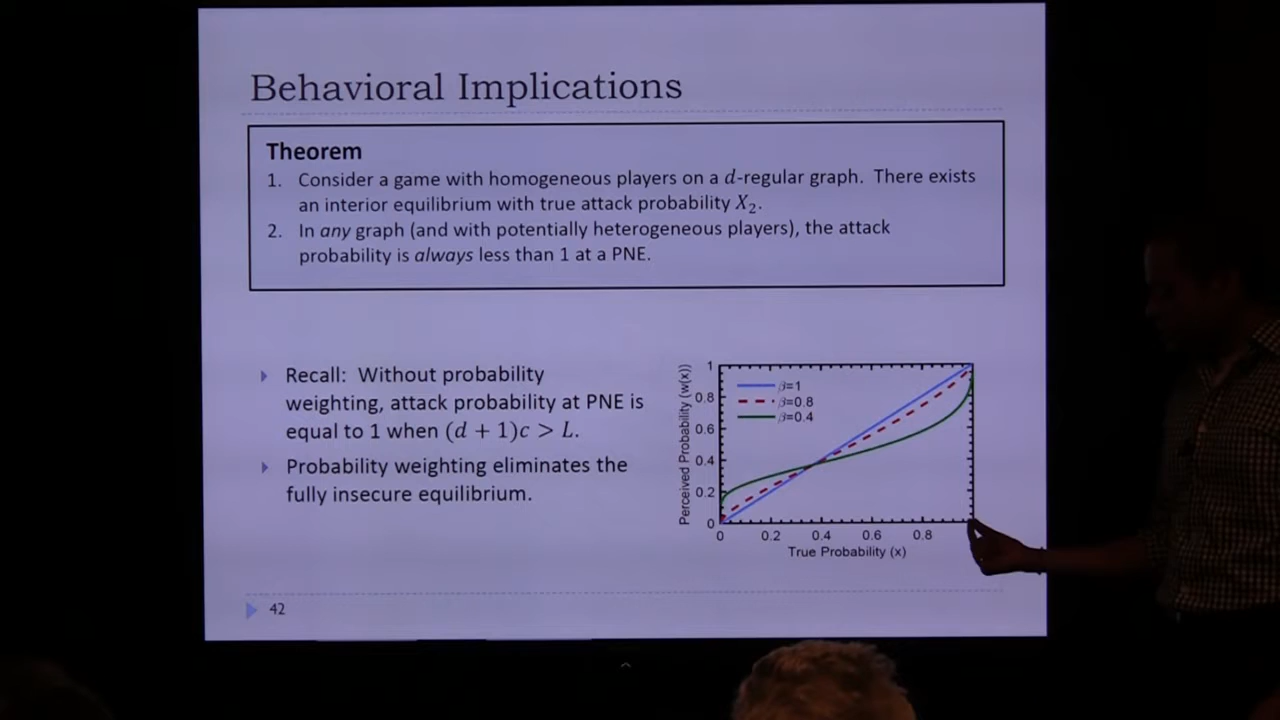 Behavioral Implications
Theorem
1. Consider a game with homogeneous players on a d-regular graph. There exists
an interior equilibrium with true attack probability X₂.
2. In any graph (and with potentially heterogeneous players), the attack
probability is always less than 1 at a PNE.
Recall: Without probability
weighting, attack probability at PNE is
equal to 1 when (d + 1)c > L.
Probability weighting eliminates the
fully insecure equilibrium.
Perceived Probability (w(x))
1
0.8
0.6
0.4
0.2
0
β=1
β=0.8
β=0.4
0 0.2 0.4 0.6 0.8
True Probability (x)
42